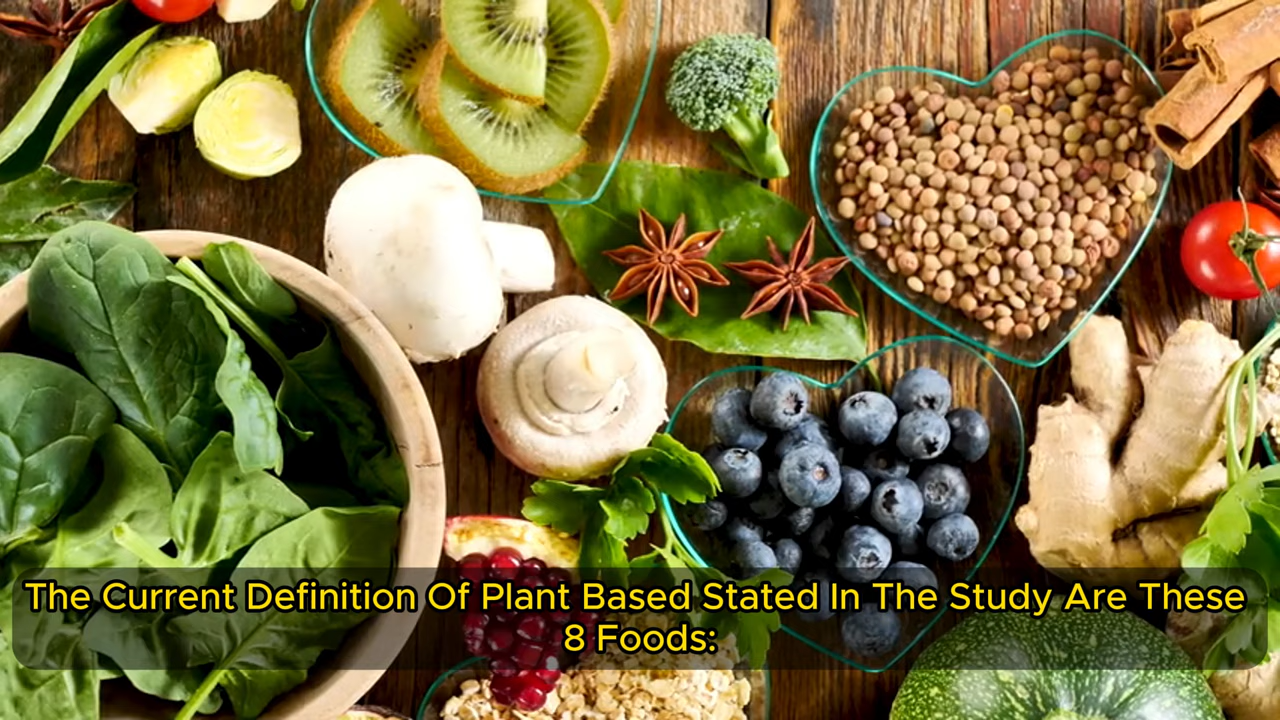 The Current Definition Of Plant Based Stated In The Study Are These
8 Foods: